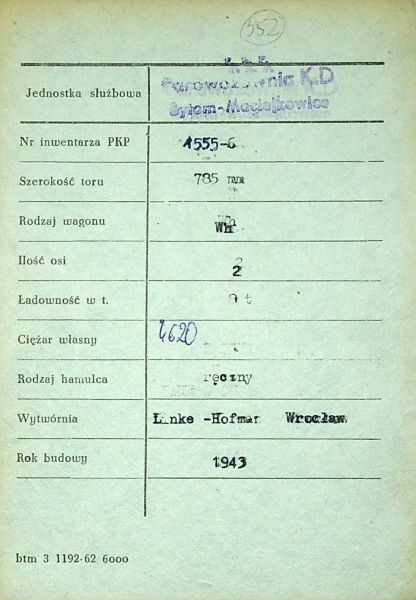 552
P. K. P.
Jednostka służbowa Parowozownia K.D
Bytom-Maciejkowice
Nr inwentarza PKP 1555-6
Szerokość toru 785 mm
Rodzaj wagonu Wh
Ilość osi 2
Ładowność w t. 9 t
Ciężar własny 4620
Rodzaj hamulca ręczny
Wytwórnia Linke -Hofman Wrocław
Rok budowy 1943
btm 3 1192-62 6000